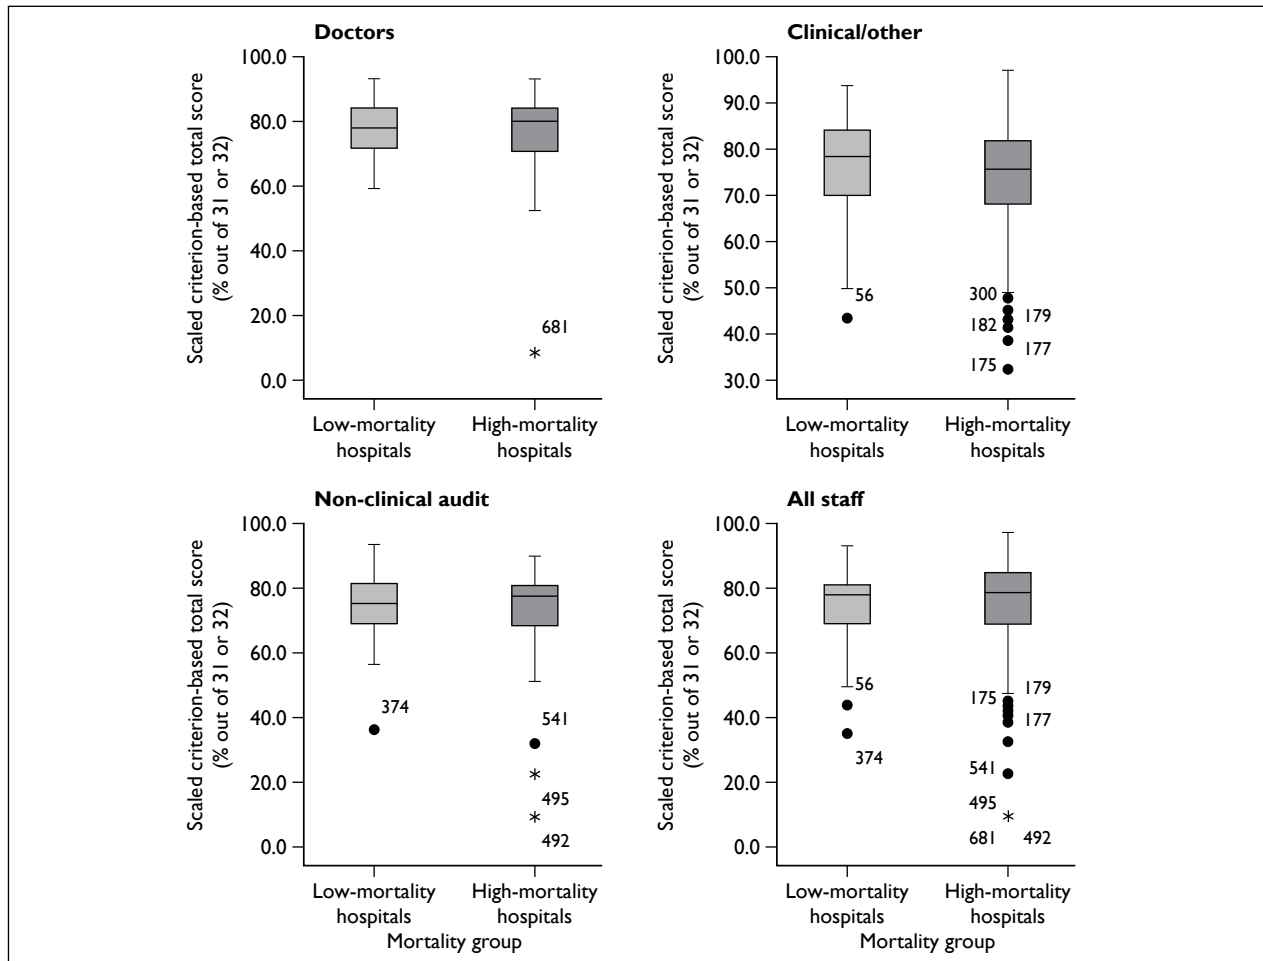 Doctors
Scaled criterion-based total score
(% out of 31 or 32)
100.0
80.0
60.0
40.0
20.0
0.0
681
*
Low-mortality
hospitals
High-mortality
hospitals
Clinical/other
Scaled criterion-based total score
(% out of 31 or 32)
100.0
90.0
80.0
70.0
60.0
50.0
40.0
30.0
56
300
179
182
177
175
Low-mortality
hospitals
High-mortality
hospitals
Non-clinical audit
Scaled criterion-based total score
(% out of 31 or 32)
100.0
80.0
60.0
40.0
20.0
0.0
374
541
*
495
*
492
Low-mortality
hospitals
High-mortality
hospitals
Mortality group
All staff
Scaled criterion-based total score
(% out of 31 or 32)
100.0
80.0
60.0
40.0
20.0
0.0
56
374
179
175
177
541
495
*
681
492
Low-mortality
hospitals
High-mortality
hospitals
Mortality group